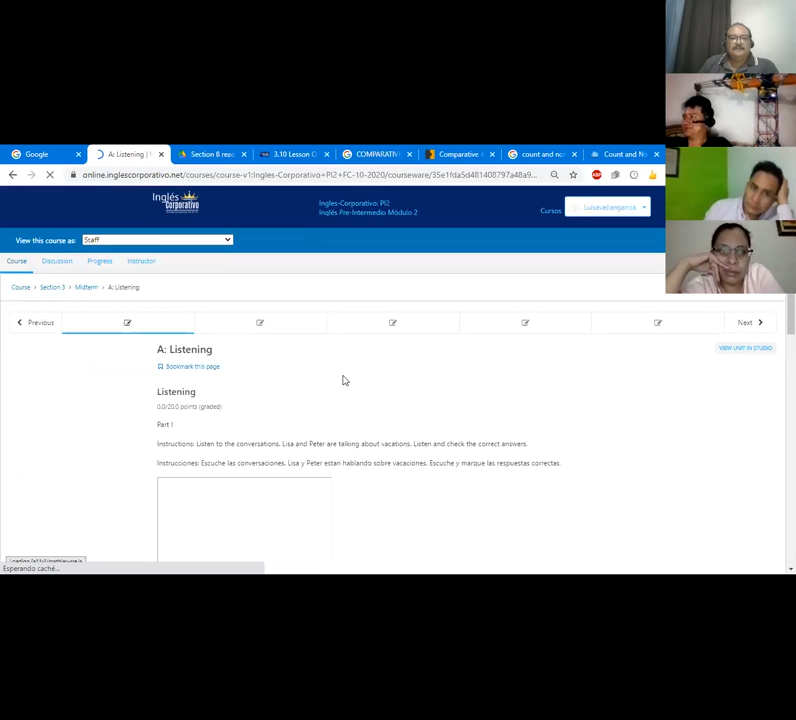 Google
A: Listening |
Section 8 rea
3.10 Lesson O
COMPARATIV
Comparative
count and no
Count and No
online.inglescorporativo.net/courses/course-v1:Ingles-Corporativo+PI2+FC-10-2020/courseware/35e1fda5d481408797a48a9...
Inglés
Corporativo
Ingles-Corporativo: PI2
Inglés Pre-Intermedio Módulo 2
Cursos
Luisavellangarcia
View this course as:
Staff
Course
Discussion
Progress
Instructor
Course > Section 3 > Midterm > A: Listening
Previous
Next
A: Listening
VIEW UNIT IN STUDIO
Bookmark this page
Listening
0.0/20.0 points (graded)
Part I
Instructions: Listen to the conversations. Lisa and Peter are talking about vacations. Listen and check the correct answers.
Instrucciones: Escuche las conversaciones. Lisa y Peter estan hablando sobre vacaciones. Escuche y marque las respuestas correctas.
Esperando caché...